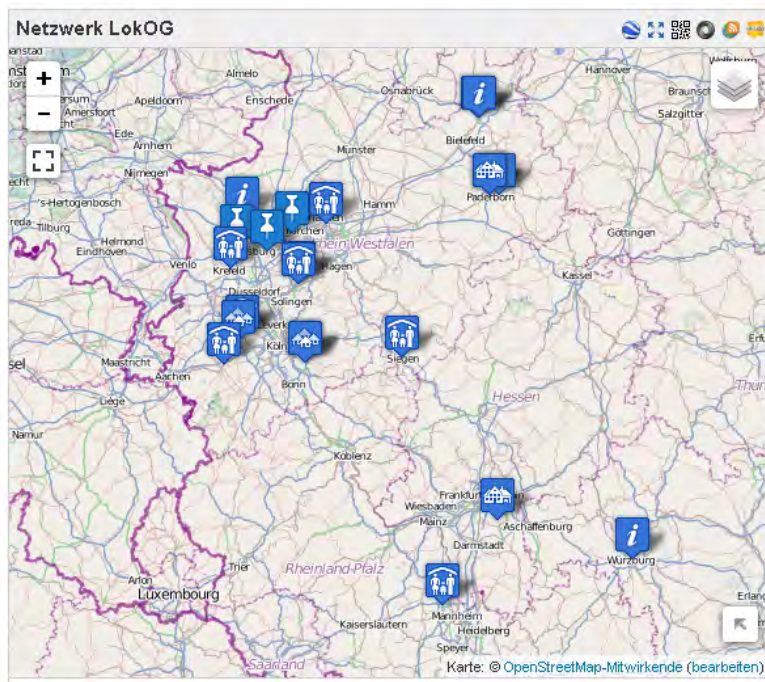 Netzwerk LokOG
Hannover
Almelo
Osnabrück
Braunsch
Apeldoorn
Enschede
Salzgitter
Amersfoort
Ede
Bielefeld
Arnhem
Münster
Nijmegen
Paderborn
's-Hertogenbosch
Hamm
Tilburg
Göttingen
Helmond
Eindhoven
Venlo
Krefeld
Hagen
Kassel
Düsseldorf
Solingen
Maastricht
Köln
Siegen
Aachen
Bonn
Liège
Hessen
Namur
Koblenz
Wiesbaden
Mainz
Aschaffenburg
Darmstadt
Würzburg
Trier
Rheinland-Pfalz
Arlon
Luxembourg
Mannheim
Kaiserslautern
Heidelberg
Speyer
Saarland
Karte: © OpenStreetMap-Mitwirkende (bearbeiten)